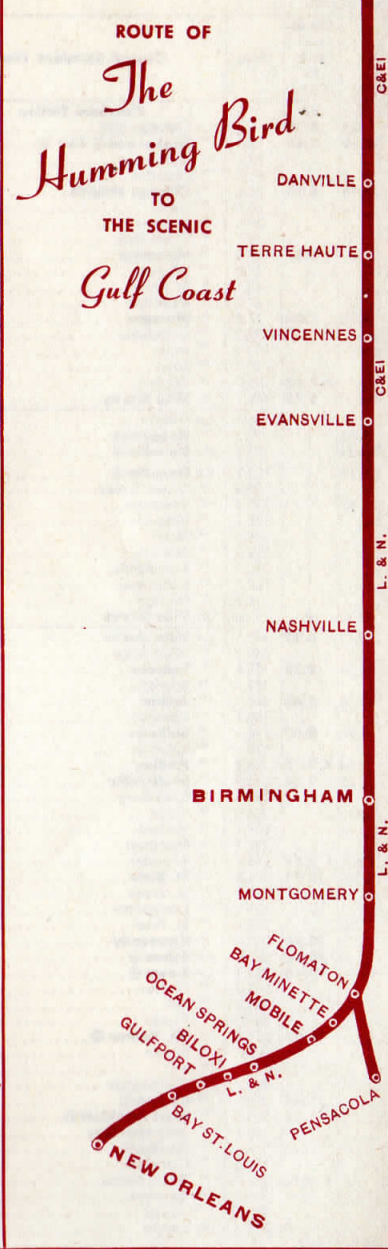 ROUTE OF
The
Humming Bird
TO
THE SCENIC
Gulf Coast
C&EI
DANVILLE
TERRE HAUTE
VINCENNES
C&EI
EVANSVILLE
L. & N.
NASHVILLE
BIRMINGHAM
L. & N.
MONTGOMERY
FLOMATON
BAY MINETTE
MOBILE
OCEAN SPRINGS
BILOXI
GULFPORT
L. & N.
PENSACOLA
BAY ST. LOUIS
NEW ORLEANS